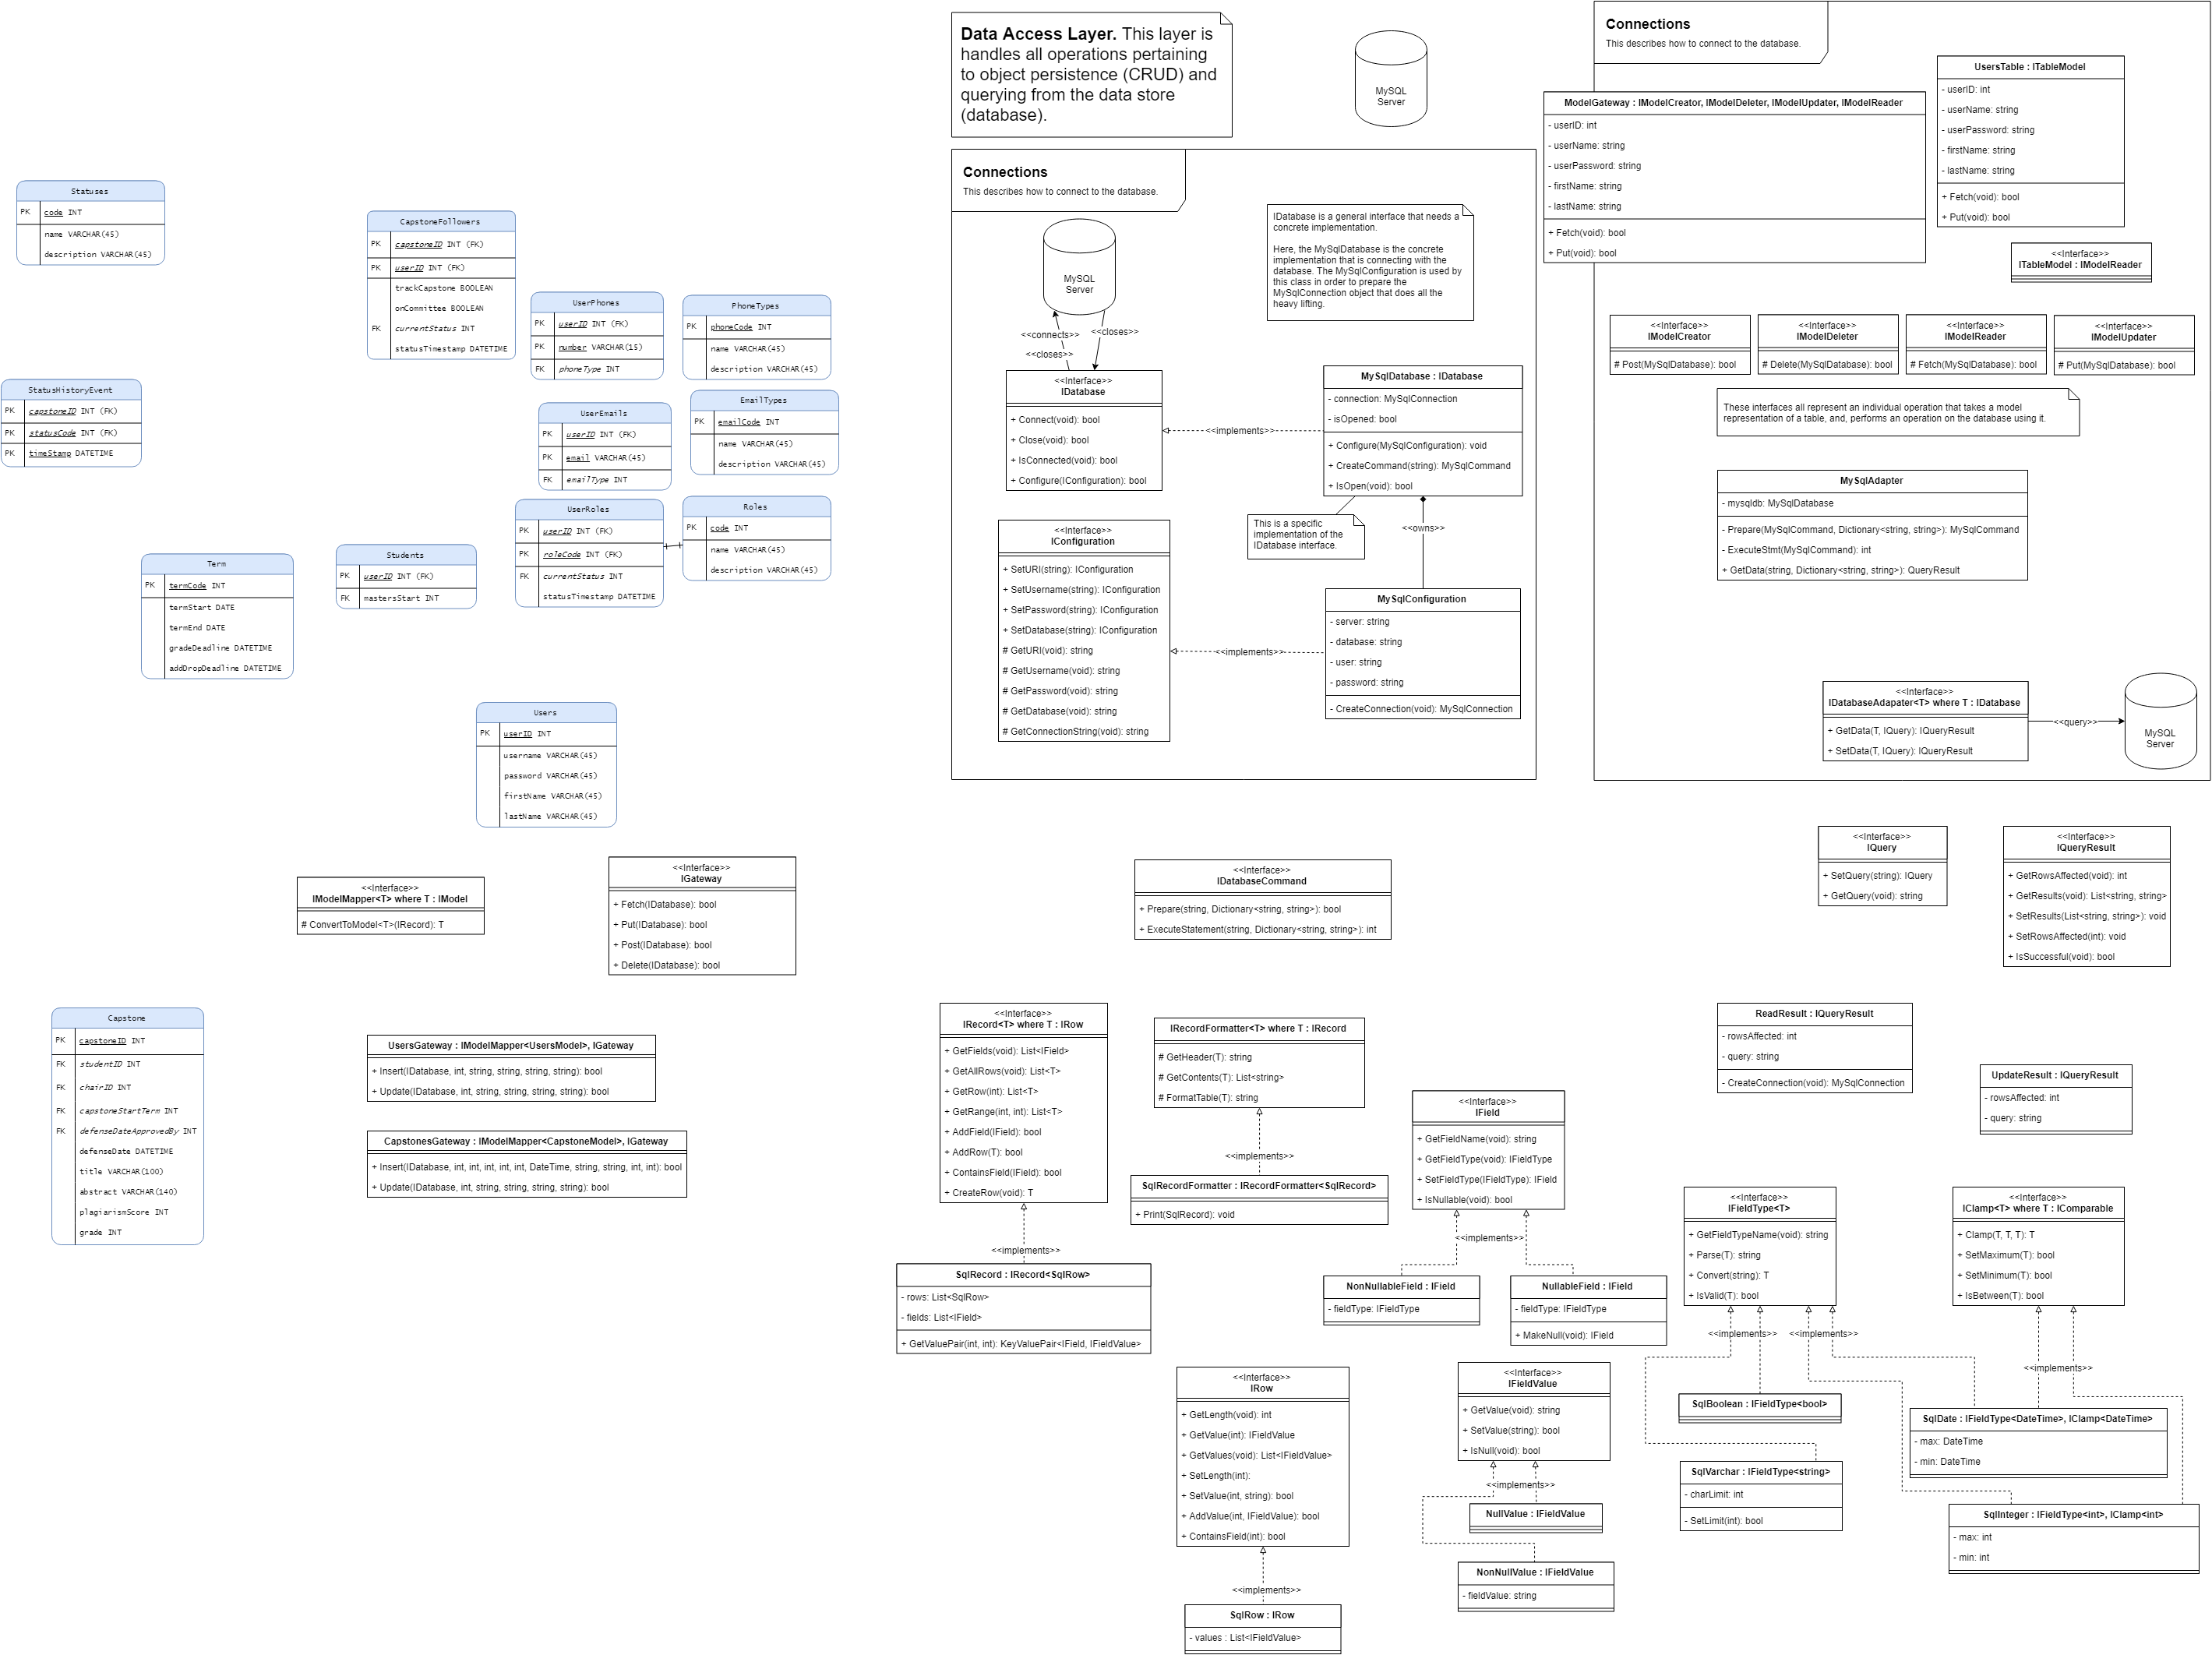 Statuses
PK code INT
name VARCHAR(45)
description VARCHAR(45)
CapstoneFollowers
PK capstoneID INT (FK)
PK userID INT (FK)
trackCapstone BOOLEAN
onCommittee BOOLEAN
FK currentStatus INT
statusTimestamp DATETIME
UserPhones
PK userID INT (FK)
PK number VARCHAR(15)
FK phoneType INT
PhoneTypes
PK phoneCode INT
name VARCHAR(45)
description VARCHAR(45)
StatusHistoryEvent
PK capstoneID INT (FK)
PK statusCode INT (FK)
PK timeStamp DATETIME
UserEmails
PK userID INT (FK)
PK email VARCHAR(45)
FK emailType INT
EmailTypes
PK emailCode INT
name VARCHAR(45)
description VARCHAR(45)
UserRoles
PK userID INT (FK)
PK roleCode INT (FK)
FK currentStatus INT
statusTimestamp DATETIME
Roles
PK code INT
name VARCHAR(45)
description VARCHAR(45)
Term
PK termCode INT
termStart DATE
termEnd DATE
gradeDeadline DATETIME
addDropDeadline DATETIME
Students
PK userID INT (FK)
FK mastersStart INT
Users
PK userID INT
username VARCHAR(45)
password VARCHAR(45)
firstName VARCHAR(45)
lastName VARCHAR(45)
<<Interface>>
IModelMapper<T> where T : IModel
# ConvertToModel<T>(IRecord): T
<<Interface>>
IGateway
+ Fetch(IDatabase): bool
+ Put(IDatabase): bool
+ Post(IDatabase): bool
+ Delete(IDatabase): bool
Capstone
PK capstoneID INT
FK studentID INT
FK chairID INT
FK capstoneStartTerm INT
FK defenseDateApprovedBy INT
defenseDate DATETIME
title VARCHAR(100)
abstract VARCHAR(140)
plagiarismScore INT
grade INT
UsersGateway : IModelMapper<UsersModel>, IGateway
+ Insert(IDatabase, int, string, string, string, string): bool
+ Update(IDatabase, int, string, string, string, string): bool
CapstonesGateway : IModelMapper<CapstoneModel>, IGateway
+ Insert(IDatabase, int, int, int, int, int, DateTime, string, string, int, int): bool
+ Update(IDatabase, int, string, string, string, string): bool
Data Access Layer. This layer is
handles all operations pertaining
to object persistence (CRUD) and
querying from the data store
(database).
MySQL
Server
Connections
This describes how to connect to the database.
MySQL
Server
IDatabase is a general interface that needs a
concrete implementation.
Here, the MySqlDatabase is the concrete
implementation that is connecting with the
database. The MySqlConfiguration is used by
this class in order to prepare the
MySqlConnection object that does all the
heavy lifting.
<<connects>>
<<closes>>
<<closes>>
<<Interface>>
IDatabase
+ Connect(void): bool
+ Close(void): bool
+ IsConnected(void): bool
+ Configure(IConfiguration): bool
<<implements>>
MySqlDatabase : IDatabase
- connection: MySqlConnection
- isOpened: bool
+ Configure(MySqlConfiguration): void
+ CreateCommand(string): MySqlCommand
+ IsOpen(void): bool
This is a specific
implementation of the
IDatabase interface.
<<owns>>
<<Interface>>
IConfiguration
+ SetURI(string): IConfiguration
+ SetUsername(string): IConfiguration
+ SetPassword(string): IConfiguration
+ SetDatabase(string): IConfiguration
# GetURI(void): string
# GetUsername(void): string
# GetPassword(void): string
# GetDatabase(void): string
# GetConnectionString(void): string
<<implements>>
MySqlConfiguration
- server: string
- database: string
- user: string
- password: string
- CreateConnection(void): MySqlConnection
Connections
This describes how to connect to the database.
ModelGateway : IModelCreator, IModelDeleter, IModelUpdater, IModelReader
- userID: int
- userName: string
- userPassword: string
- firstName: string
- lastName: string
+ Fetch(void): bool
+ Put(void): bool
UsersTable : ITableModel
- userID: int
- userName: string
- userPassword: string
- firstName: string
- lastName: string
+ Fetch(void): bool
+ Put(void): bool
<<Interface>>
ITableModel : IModelReader
<<Interface>>
IModelCreator
# Post(MySqlDatabase): bool
<<Interface>>
IModelDeleter
# Delete(MySqlDatabase): bool
<<Interface>>
IModelReader
# Fetch(MySqlDatabase): bool
<<Interface>>
IModelUpdater
# Put(MySqlDatabase): bool
These interfaces all represent an individual operation that takes a model
representation of a table, and, performs an operation on the database using it.
MySqlAdapter
- mysqldb: MySqlDatabase
- Prepare(MySqlCommand, Dictionary<string, string>): MySqlCommand
- ExecuteStmt(MySqlCommand): int
+ GetData(string, Dictionary<string, string>): QueryResult
<<Interface>>
IDatabaseAdapater<T> where T : IDatabase
+ GetData(T, IQuery): IQueryResult
+ SetData(T, IQuery): IQueryResult
<<query>>
MySQL
Server
<<Interface>>
IDatabaseCommand
+ Prepare(string, Dictionary<string, string>): bool
+ ExecuteStatement(string, Dictionary<string, string>): int
<<Interface>>
IQuery
+ SetQuery(string): IQuery
+ GetQuery(void): string
<<Interface>>
IQueryResult
+ GetRowsAffected(void): int
+ GetResults(void): List<string, string>
+ SetResults(List<string, string>): void
+ SetRowsAffected(int): void
+ IsSuccessful(void): bool
<<Interface>>
IRecord<T> where T : IRow
+ GetFields(void): List<IField>
+ GetAllRows(void): List<T>
+ GetRow(int): List<T>
+ GetRange(int, int): List<T>
+ AddField(IField): bool
+ AddRow(T): bool
+ ContainsField(IField): bool
+ CreateRow(void): T
<<implements>>
SqlRecord : IRecord<SqlRow>
- rows: List<SqlRow>
- fields: List<IField>
+ GetValuePair(int, int): KeyValuePair<IField, IFieldValue>
IRecordFormatter<T> where T : IRecord
# GetHeader(T): string
# GetContents(T): List<string>
# FormatTable(T): string
<<implements>>
SqlRecordFormatter : IRecordFormatter<SqlRecord>
+ Print(SqlRecord): void
<<Interface>>
IField
+ GetFieldName(void): string
+ GetFieldType(void): IFieldType
+ SetFieldType(IFieldType): IField
+ IsNullable(void): bool
<<implements>>
NonNullableField : IField
- fieldType: IFieldType
NullableField : IField
- fieldType: IFieldType
+ MakeNull(void): IField
ReadResult : IQueryResult
- rowsAffected: int
- query: string
- CreateConnection(void): MySqlConnection
UpdateResult : IQueryResult
- rowsAffected: int
- query: string
<<Interface>>
IFieldType<T>
+ GetFieldTypeName(void): string
+ Parse(T): string
+ Convert(string): T
+ IsValid(T): bool
<<implements>>
<<implements>>
<<Interface>>
IClamp<T> where T : IComparable
+ Clamp(T, T, T): T
+ SetMaximum(T): bool
+ SetMinimum(T): bool
+ IsBetween(T): bool
<<implements>>
<<Interface>>
IRow
+ GetLength(void): int
+ GetValue(int): IFieldValue
+ GetValues(void): List<IFieldValue>
+ SetLength(int):
+ SetValue(int, string): bool
+ AddValue(int, IFieldValue): bool
+ ContainsField(int): bool
<<implements>>
SqlRow : IRow
- values : List<IFieldValue>
<<Interface>>
IFieldValue
+ GetValue(void): string
+ SetValue(string): bool
+ IsNull(void): bool
<<implements>>
NullValue : IFieldValue
NonNullValue : IFieldValue
- fieldValue: string
SqlBoolean : IFieldType<bool>
SqlVarchar : IFieldType<string>
- charLimit: int
- SetLimit(int): bool
SqlDate : IFieldType<DateTime>, IClamp<DateTime>
- max: DateTime
- min: DateTime
SqlInteger : IFieldType<int>, IClamp<int>
- max: int
- min: int